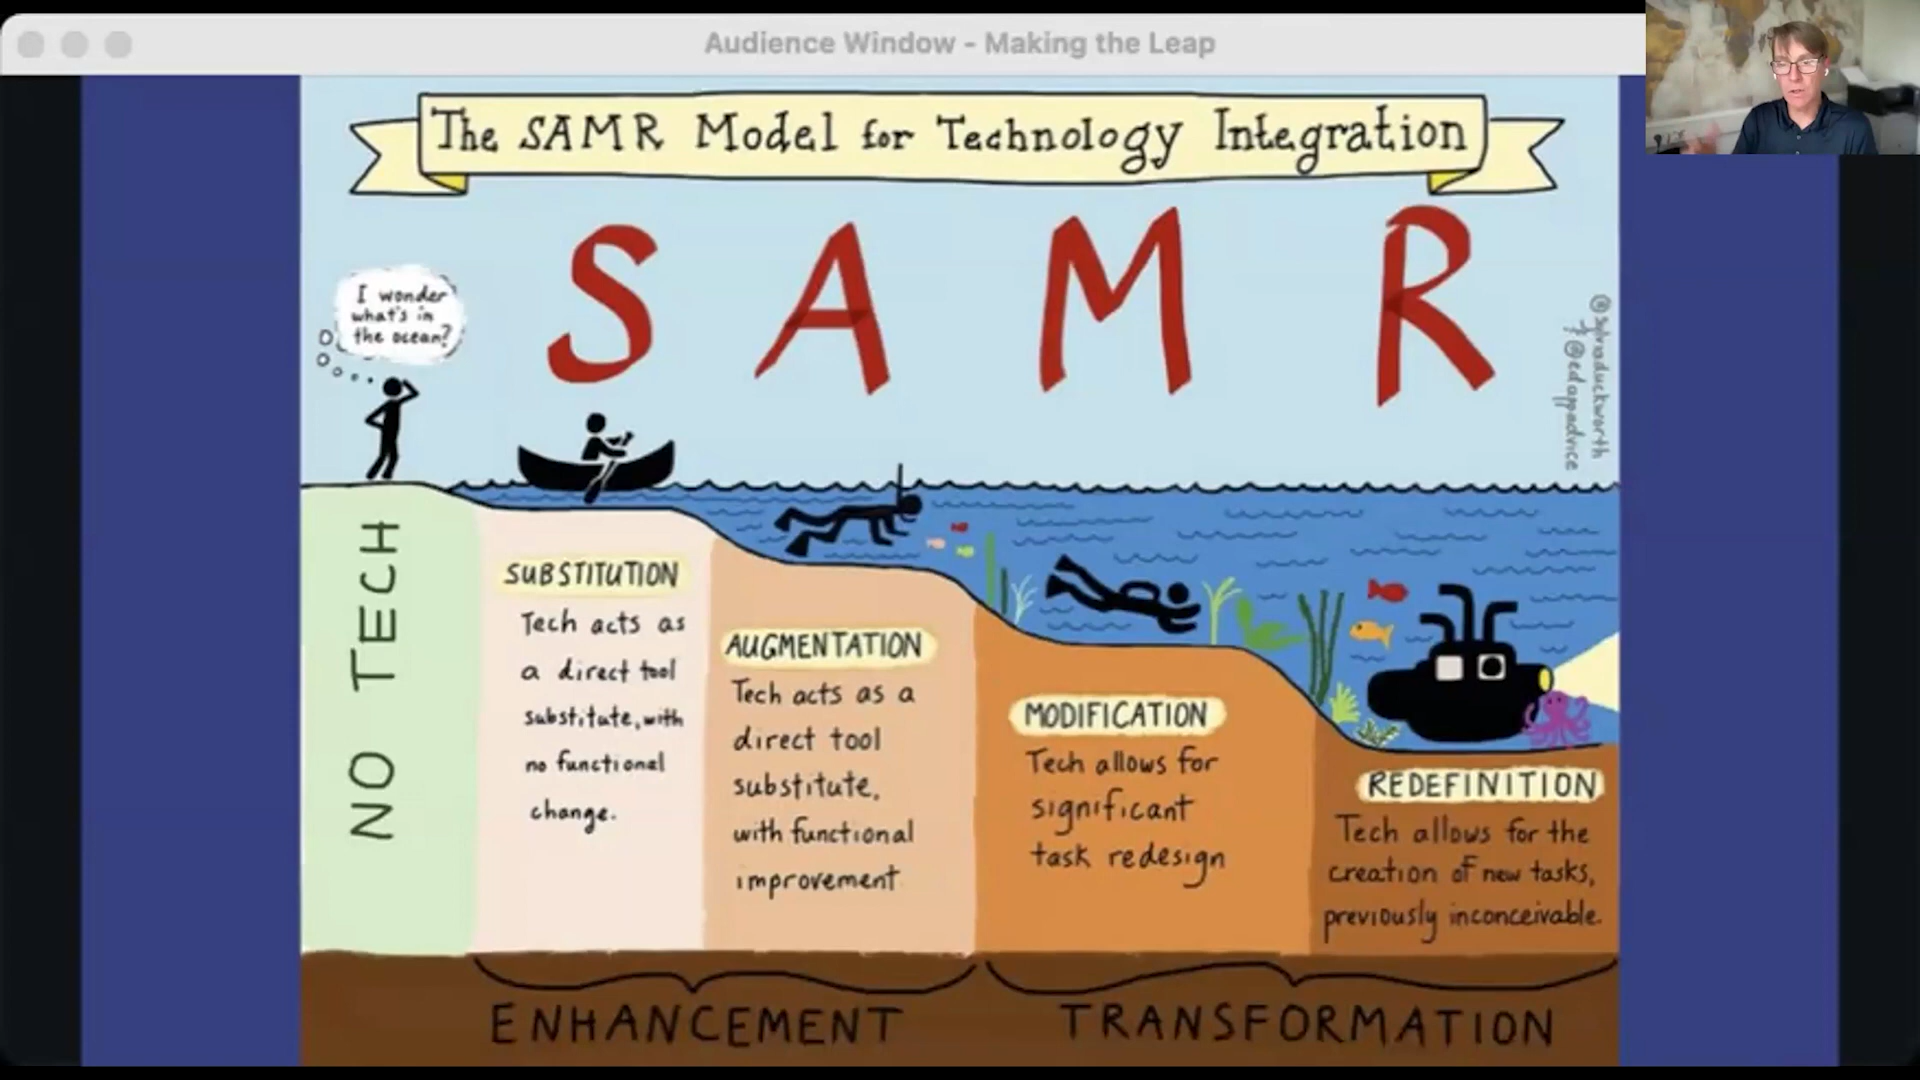 Audience Window - Making the Leap
The SAMR Model for Technology Integration
S A M R
I wonder
what's in
the ocean?
@sylviaduckworth
@edappadvice
NO TECH
SUBSTITUTION
Tech acts as
a direct tool
substitute, with
no functional
change.
AUGMENTATION
Tech acts as a
direct tool
substitute,
with functional
improvement
MODIFICATION
Tech allows for
significant
task redesign
REDEFINITION
Tech allows for the
creation of new tasks,
previously inconceivable.
ENHANCEMENT
TRANSFORMATION